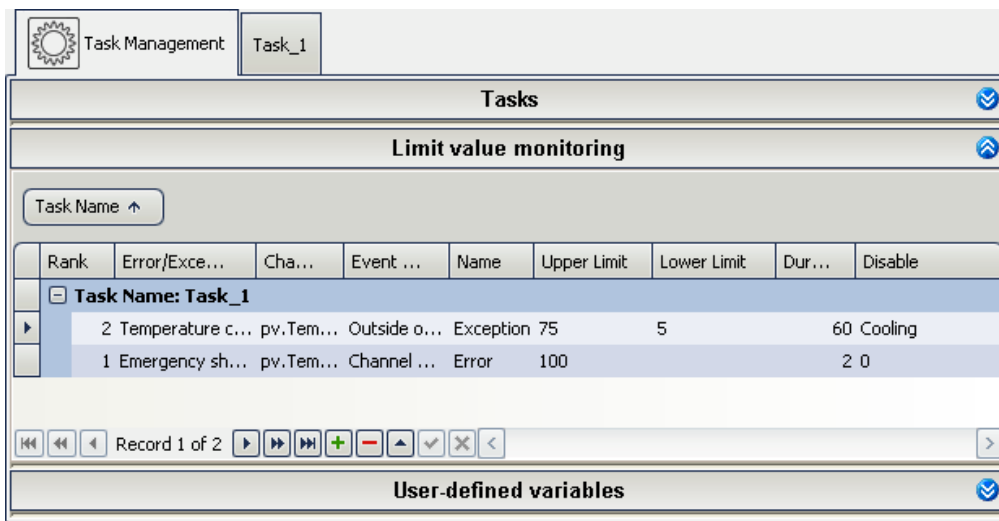 Task Management Task_1
Tasks
Limit value monitoring
Task Name
Rank Error/Exce... Cha... Event ... Name Upper Limit Lower Limit Dur... Disable
Task Name: Task_1
2 Temperature c... pv.Tem... Outside o... Exception 75 5 60 Cooling
1 Emergency sh... pv.Tem... Channel ... Error 100 2 0
Record 1 of 2
User-defined variables